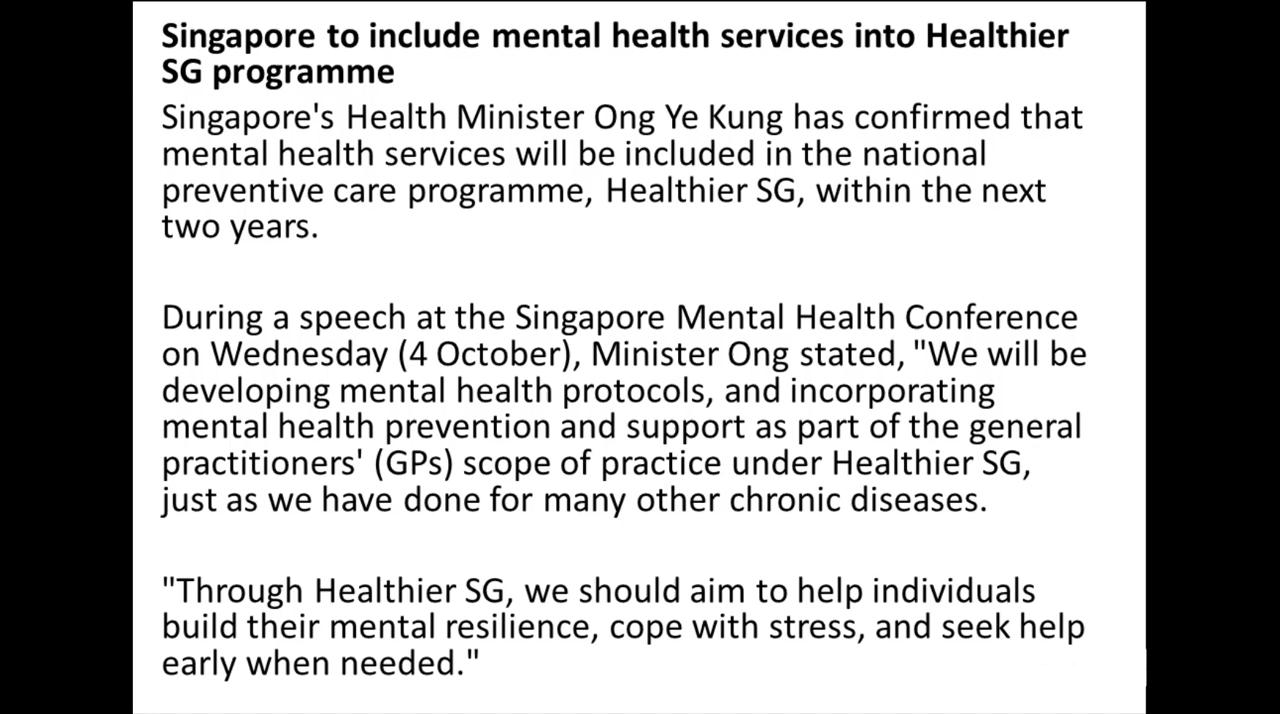 Singapore to include mental health services into Healthier
SG programme
Singapore's Health Minister Ong Ye Kung has confirmed that
mental health services will be included in the national
preventive care programme, Healthier SG, within the next
two years.
During a speech at the Singapore Mental Health Conference
on Wednesday (4 October), Minister Ong stated, "We will be
developing mental health protocols, and incorporating
mental health prevention and support as part of the general
practitioners' (GPs) scope of practice under Healthier SG,
just as we have done for many other chronic diseases.
"Through Healthier SG, we should aim to help individuals
build their mental resilience, cope with stress, and seek help
early when needed."